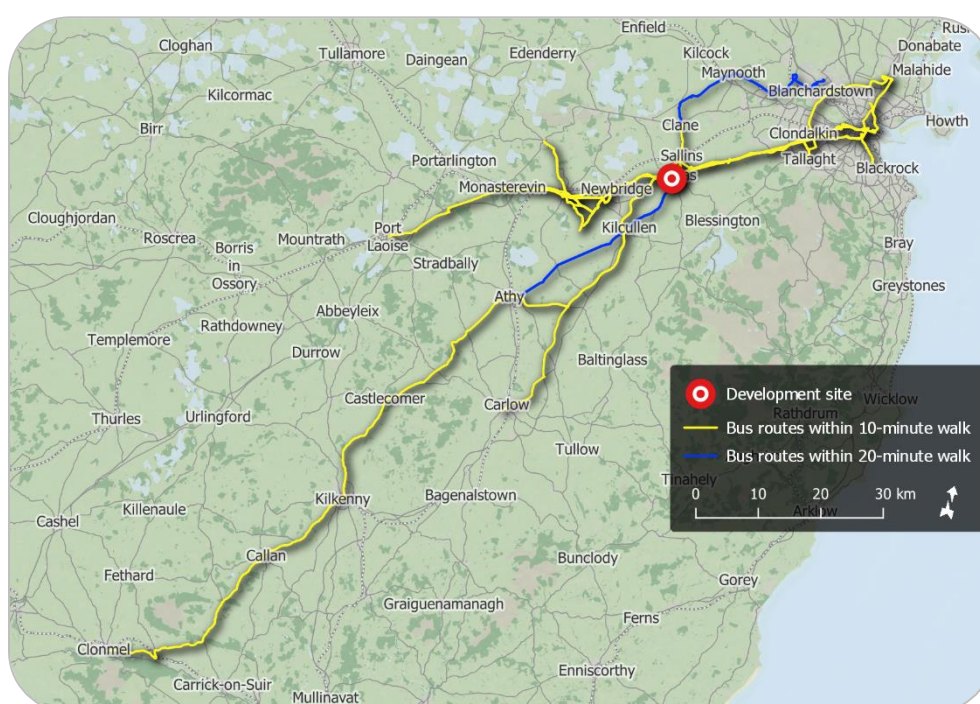 Enfield
Rush
Cloghan
Tullamore
Daingean
Edenderry
Kilcock
Donabate
Maynooth
Malahide
Kilcormac
Blanchardstown
Birr
Clane
Howth
Clondalkin
Portarlington
Sallins
Tallaght
Blackrock
Monasterevin
Newbridge
Cloughjordan
Blessington
Port
Laoise
Kilcullen
Roscrea
Mountrath
Borris
in
Ossory
Bray
Stradbally
Greystones
Athy
Abbeyleix
Templemore
Rathdowney
Durrow
Baltinglass
Castlecomer
Carlow
Thurles
Urlingford
Tullow
Development site
Rathdrum
Wicklow
Bus routes within 10-minute walk
Bus routes within 20-minute walk
Tinahely
0 10 20 30 km
Arklow
Kilkenny
Bagenalstown
Killenaule
Cashel
Callan
Bunclody
Fethard
Gorey
Graiguenamanagh
Ferns
Clonmel
Enniscorthy
Carrick-on-Suir
Mullinavat